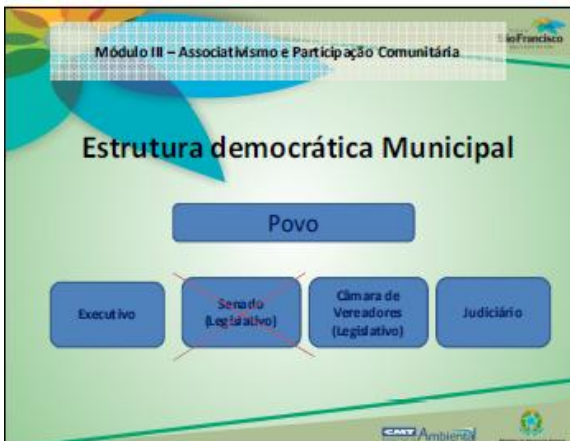 Módulo III – Associativismo e Participação Comunitária
São Francisco
Estrutura democrática Municipal
Povo
Executivo
Senado
(Legislativo)
Câmara de
Vereadores
(Legislativo)
Judiciário
CMT Ambiental